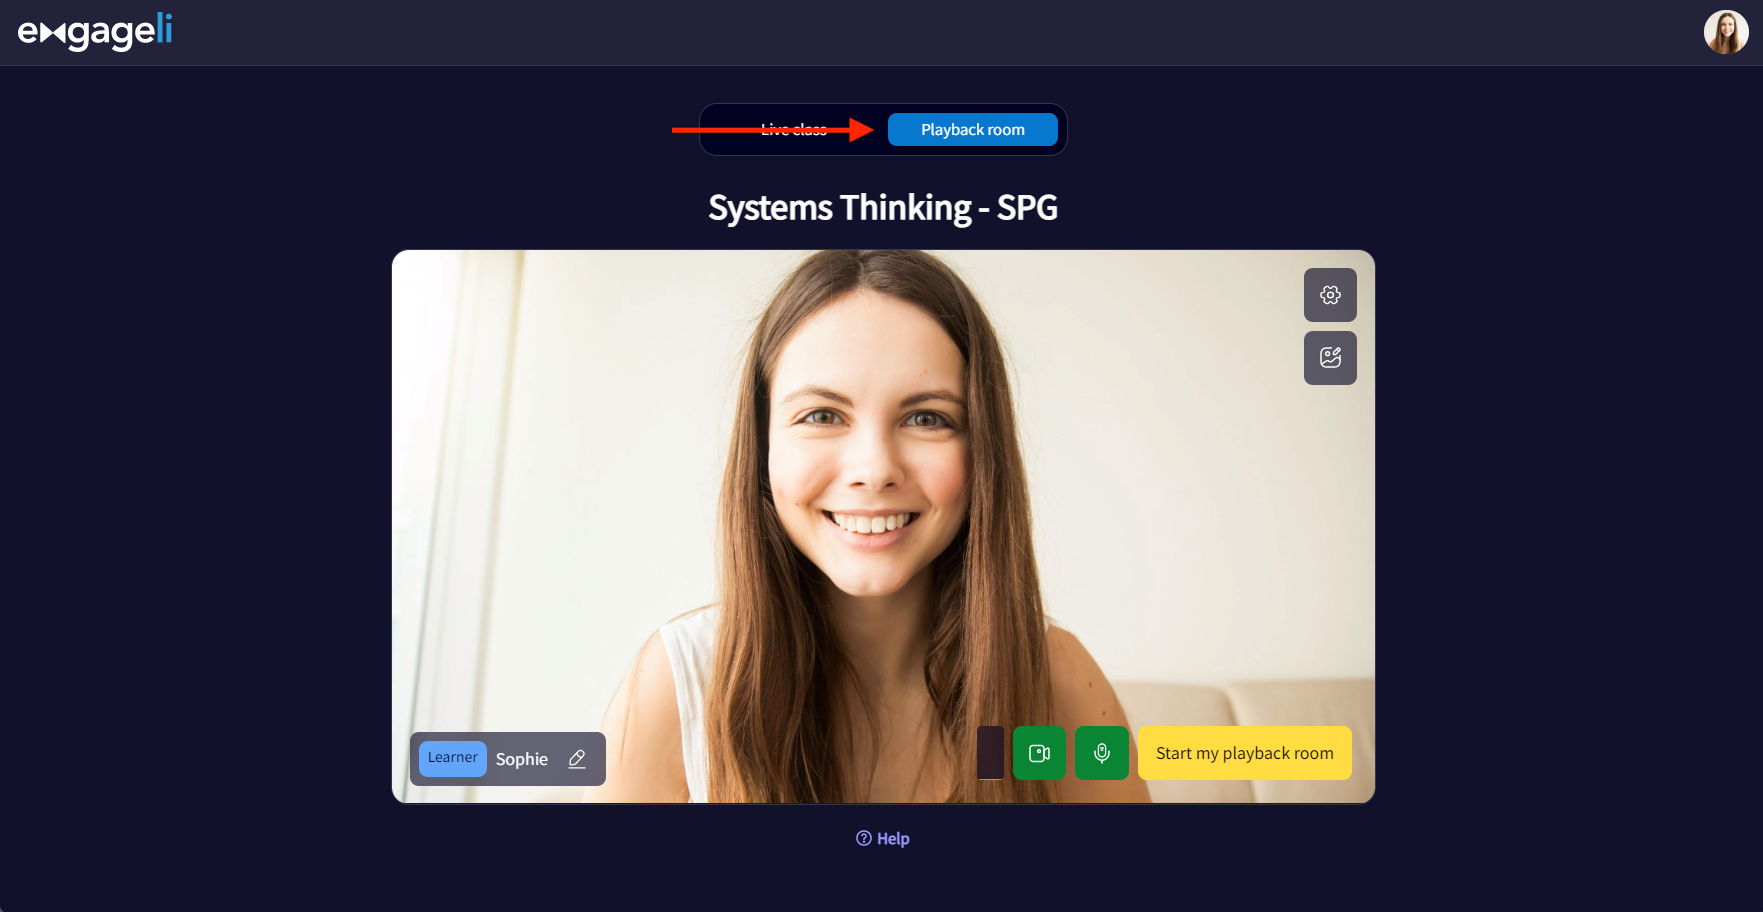 engageli
Live class
Playback room
Systems Thinking - SPG
Learner
Sophie
Start my playback room
Help